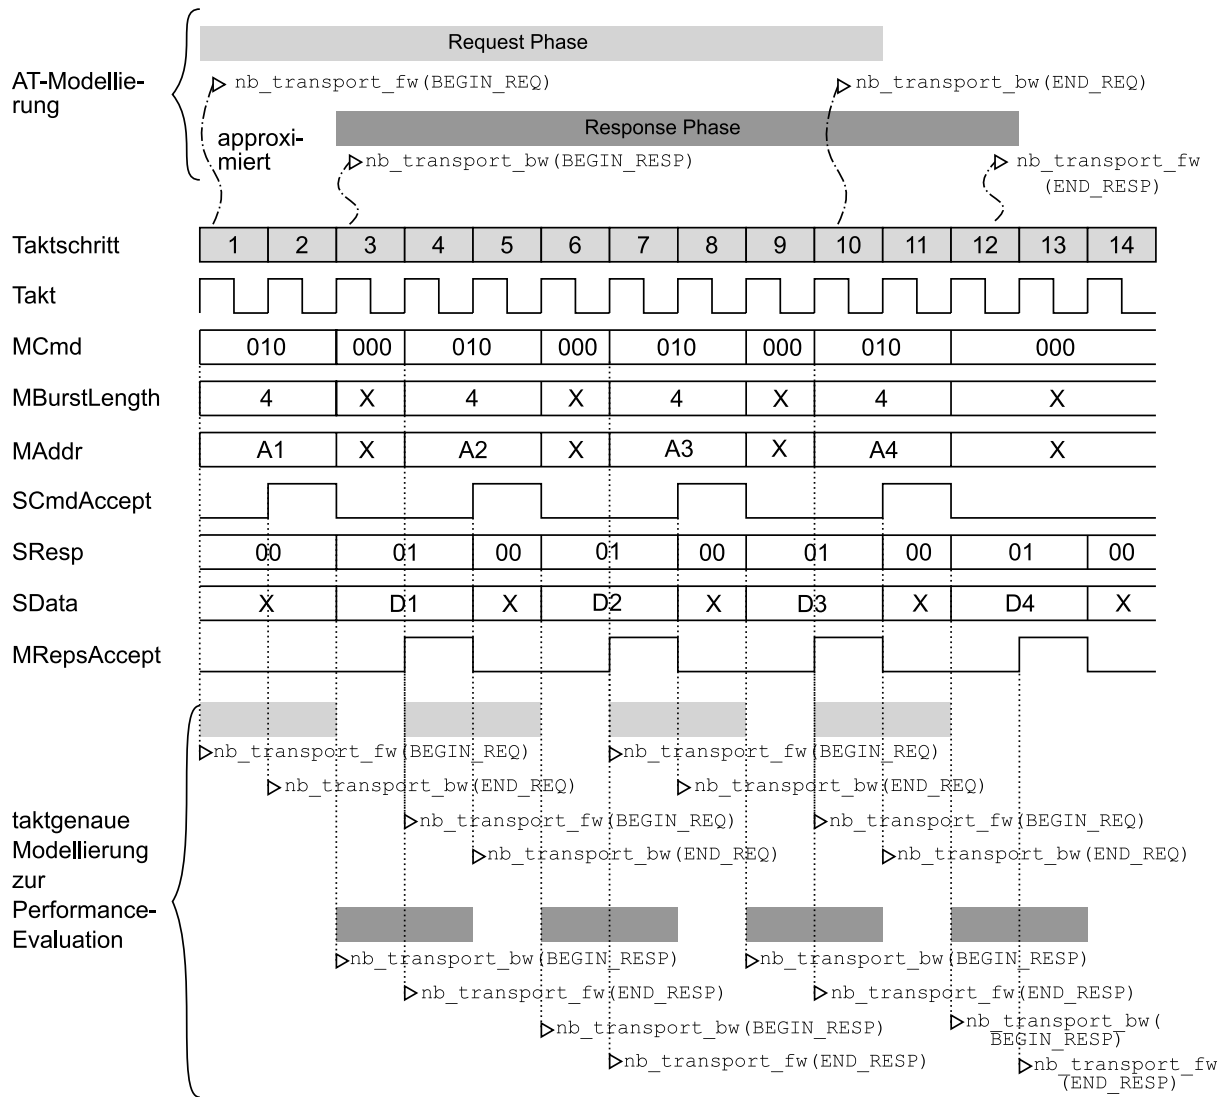 Request Phase
AT-Modellie-
rung
nb_transport_fw(BEGIN_REQ)
nb_transport_bw(END_REQ)
Response Phase
approxi-
miert
nb_transport_bw(BEGIN_RESP)
nb_transport_fw
(END_RESP)
Taktschritt 1 2 3 4 5 6 7 8 9 10 11 12 13 14
Takt
MCmd 010 000 010 000 010 000 010 000
MBurstLength 4 X 4 X 4 X 4 X
MAddr A1 X A2 X A3 X A4 X
SCmdAccept
SResp 00 01 00 01 00 01 00 01 00
SData X D1 X D2 X D3 X D4 X
MRepsAccept
nb_transport_fw(BEGIN_REQ) nb_transport_fw(BEGIN_REQ)
nb_transport_bw(END_REQ) nb_transport_bw(END_REQ)
nb_transport_fw(BEGIN_REQ) nb_transport_fw(BEGIN_REQ)
nb_transport_bw(END_REQ) nb_transport_bw(END_REQ)
taktgenaue
Modellierung
zur
Performance-
Evaluation
nb_transport_bw(BEGIN_RESP) nb_transport_bw(BEGIN_RESP)
nb_transport_fw(END_RESP) nb_transport_fw(END_RESP)
nb_transport_bw(BEGIN_RESP) nb_transport_bw(
BEGIN_RESP)
nb_transport_fw(END_RESP) nb_transport_fw
(END_RESP)